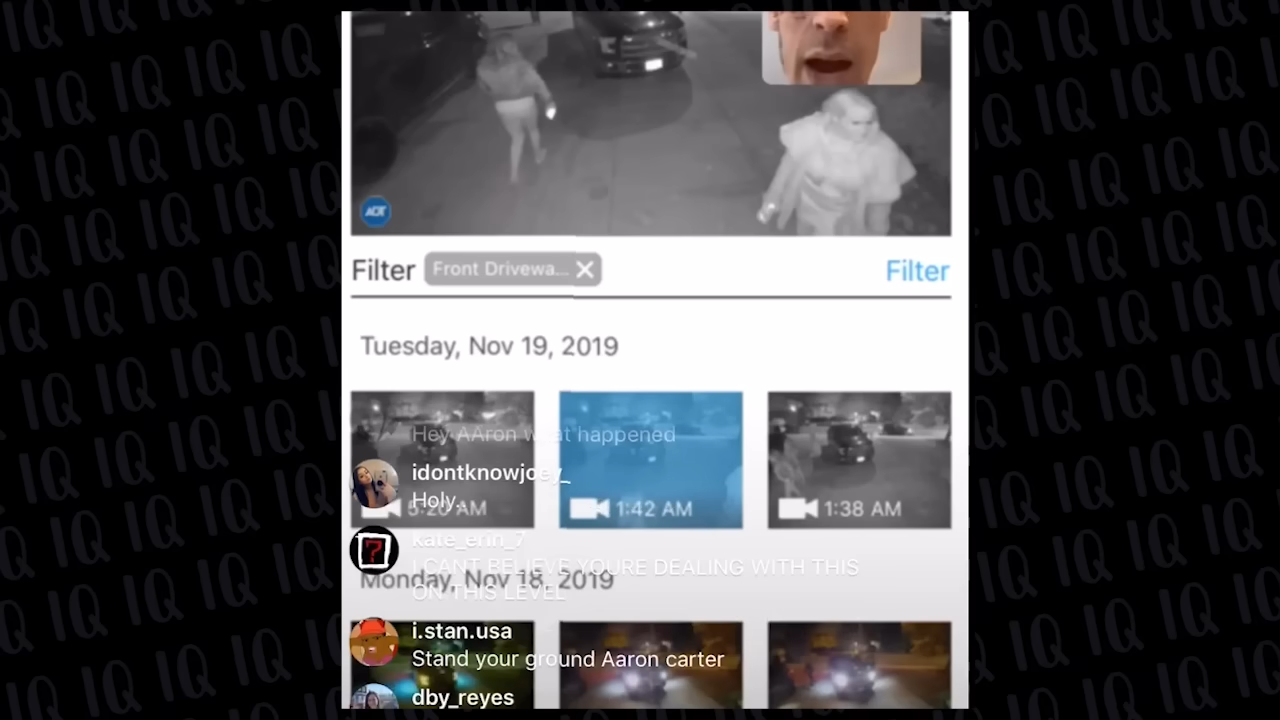 ADT
Filter Front Drivewa... Filter
Tuesday, Nov 19, 2019
Hey AAron what happened
idontknowjoey_
Holy..
5:20 AM 1:42 AM 1:38 AM
kate_erin_7
I CANT BELIEVE YOURE DEALING WITH THIS
ON THIS LEVEL
Monday, Nov 18, 2019
i.stan.usa
Stand your ground Aaron carter
dby_reyes